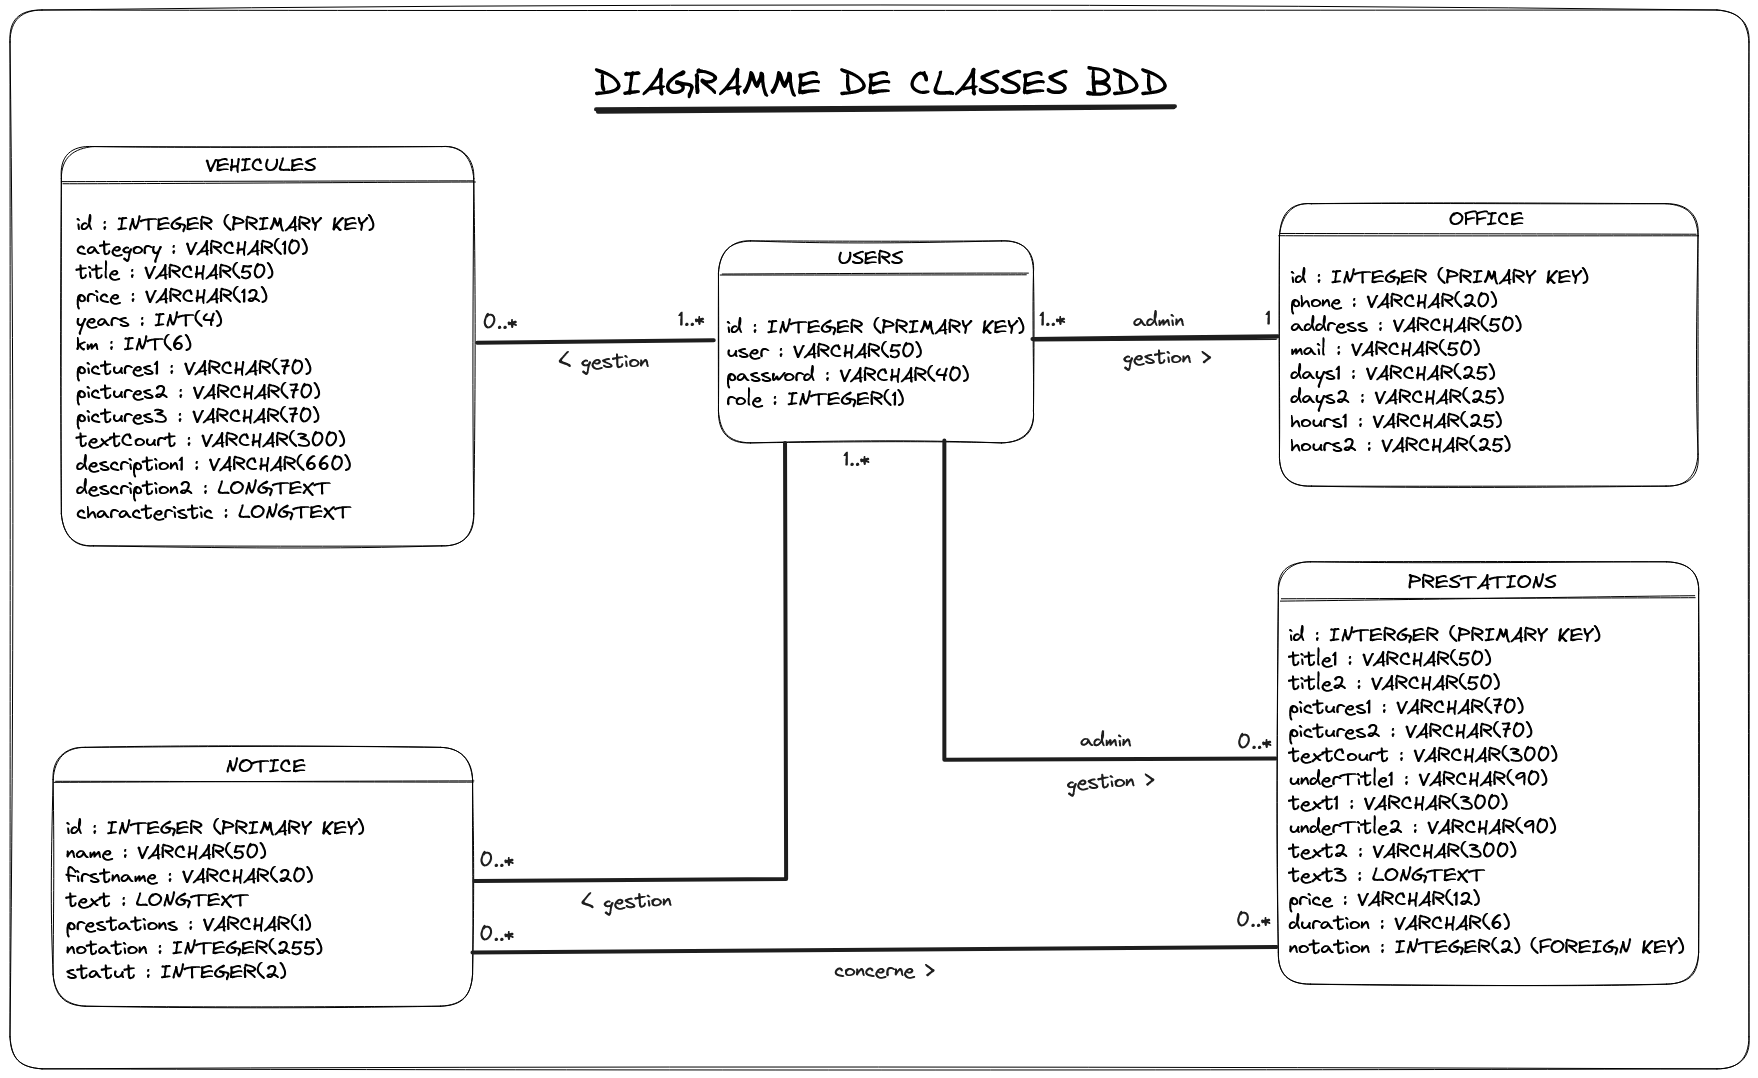 DIAGRAMME DE CLASSES BDD
VEHICULES
id : INTEGER (PRIMARY KEY)
category : VARCHAR(10)
title : VARCHAR(50)
price : VARCHAR(12)
years : INT(4)
km : INT(6)
pictures1 : VARCHAR(70)
pictures2 : VARCHAR(70)
pictures3 : VARCHAR(70)
textCourt : VARCHAR(300)
description1 : VARCHAR(660)
description2 : LONGTEXT
characteristic : LONGTEXT
0..*
1..*
< gestion
USERS
id : INTEGER (PRIMARY KEY)
user : VARCHAR(50)
password : VARCHAR(40)
role : INTEGER(1)
1..*
1..*
admin
1
gestion >
OFFICE
id : INTEGER (PRIMARY KEY)
phone : VARCHAR(20)
address : VARCHAR(50)
mail : VARCHAR(50)
days1 : VARCHAR(25)
days2 : VARCHAR(25)
hours1 : VARCHAR(25)
hours2 : VARCHAR(25)
PRESTATIONS
id : INTERGER (PRIMARY KEY)
title1 : VARCHAR(50)
title2 : VARCHAR(50)
pictures1 : VARCHAR(70)
pictures2 : VARCHAR(70)
textCourt : VARCHAR(300)
underTitle1 : VARCHAR(90)
text1 : VARCHAR(300)
underTitle2 : VARCHAR(90)
text2 : VARCHAR(300)
text3 : LONGTEXT
price : VARCHAR(12)
duration : VARCHAR(6)
notation : INTEGER(2) (FOREIGN KEY)
admin
0..*
gestion >
NOTICE
id : INTEGER (PRIMARY KEY)
name : VARCHAR(50)
firstname : VARCHAR(20)
text : LONGTEXT
prestations : VARCHAR(1)
notation : INTEGER(255)
statut : INTEGER(2)
0..*
< gestion
0..*
0..*
concerne >